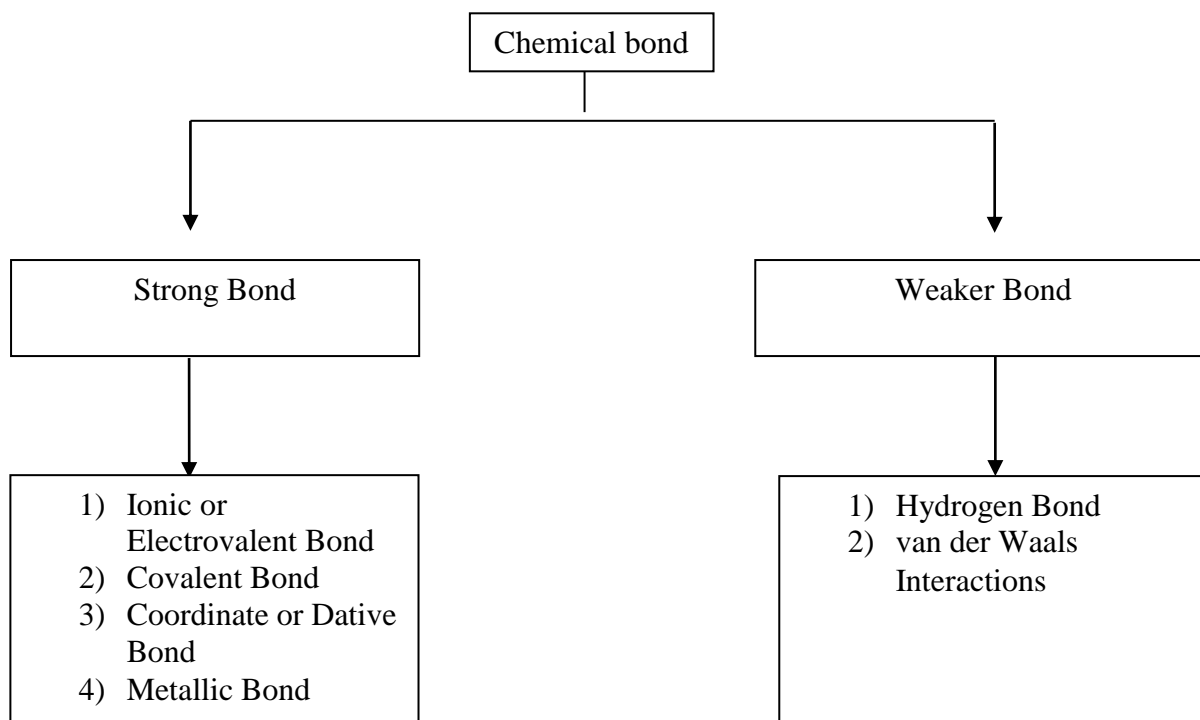 Chemical bond
Strong Bond
Weaker Bond
1) Ionic or
Electrovalent Bond
2) Covalent Bond
3) Coordinate or Dative
Bond
4) Metallic Bond
1) Hydrogen Bond
2) van der Waals
Interactions